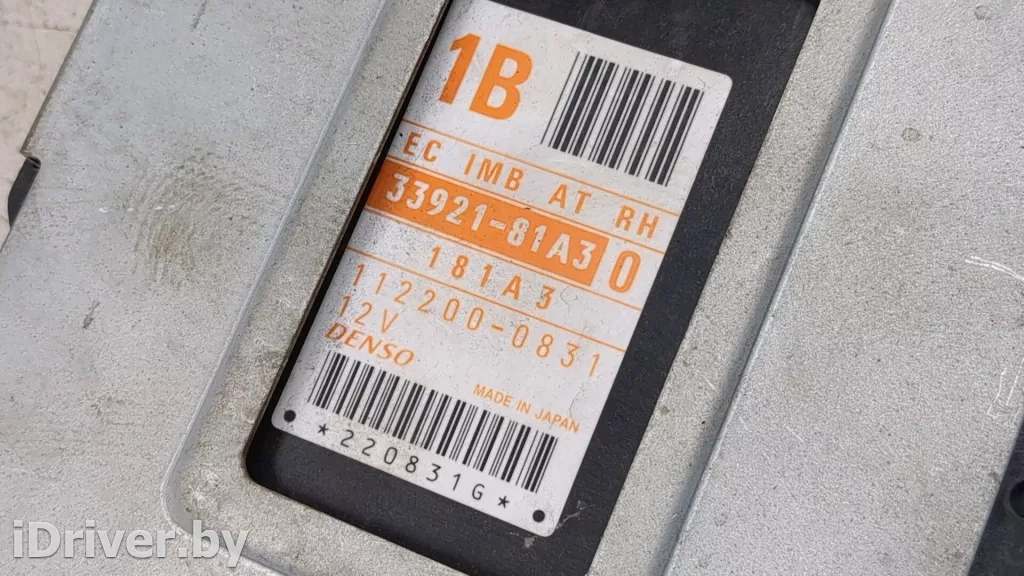 1B
EC IMB AT RH
33921-81A3 0
181A3
112200-0831
12V
DENSO
MADE IN JAPAN
*220831G*
iDriver.by